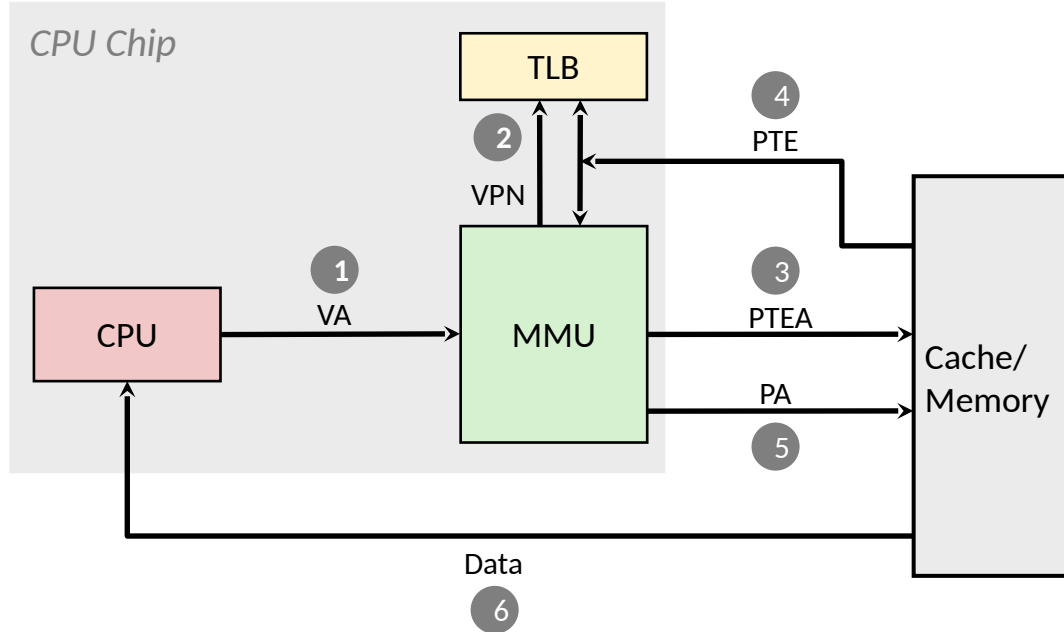 CPU Chip
TLB
4
2
PTE
VPN
1
3
VA
PTEA
CPU
MMU
Cache/
Memory
PA
5
Data
6